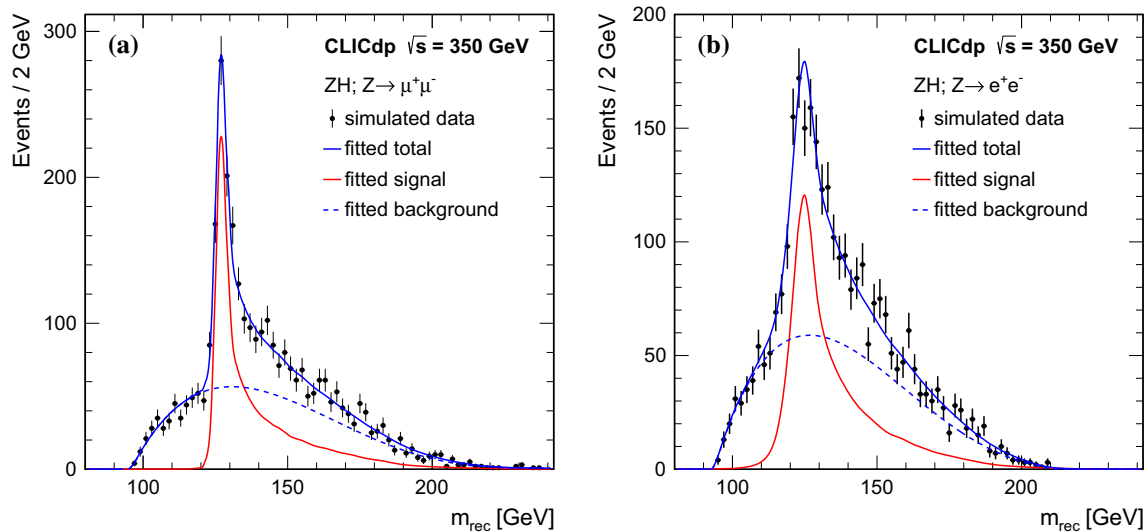 Events / 2 GeV
300
200
100
0
(a)
CLICdp √s = 350 GeV
ZH; Z→ μ⁺μ⁻
simulated data
fitted total
fitted signal
fitted background
100 150 200
m_rec [GeV]
Events / 2 GeV
200
150
100
50
0
(b)
CLICdp √s = 350 GeV
ZH; Z→ e⁺e⁻
simulated data
fitted total
fitted signal
fitted background
100 150 200
m_rec [GeV]